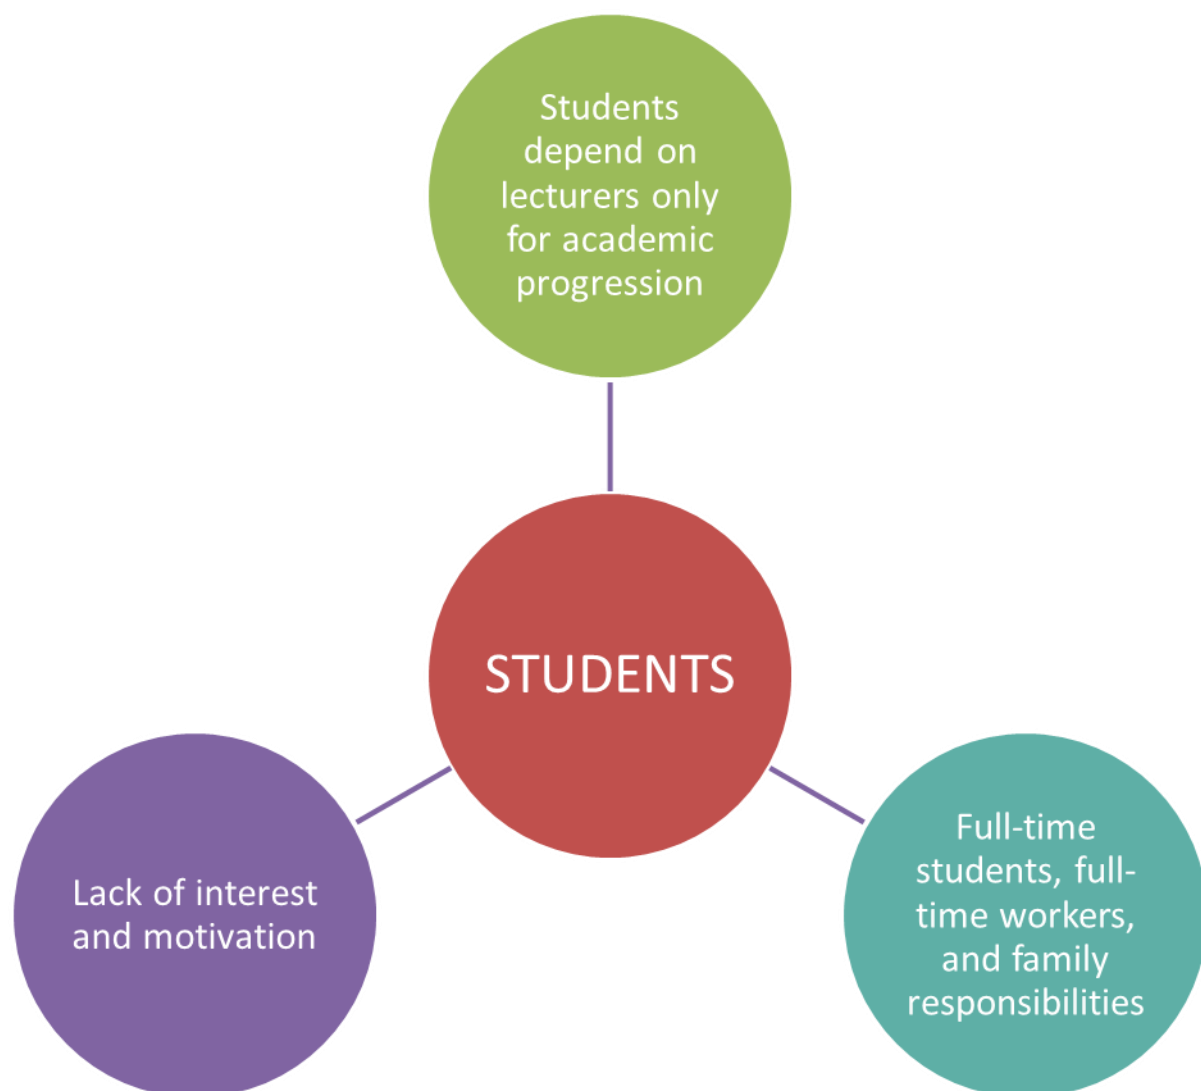 Students
depend on
lecturers only
for academic
progression
STUDENTS
Lack of interest
and motivation
Full-time
students, full-
time workers,
and family
responsibilities